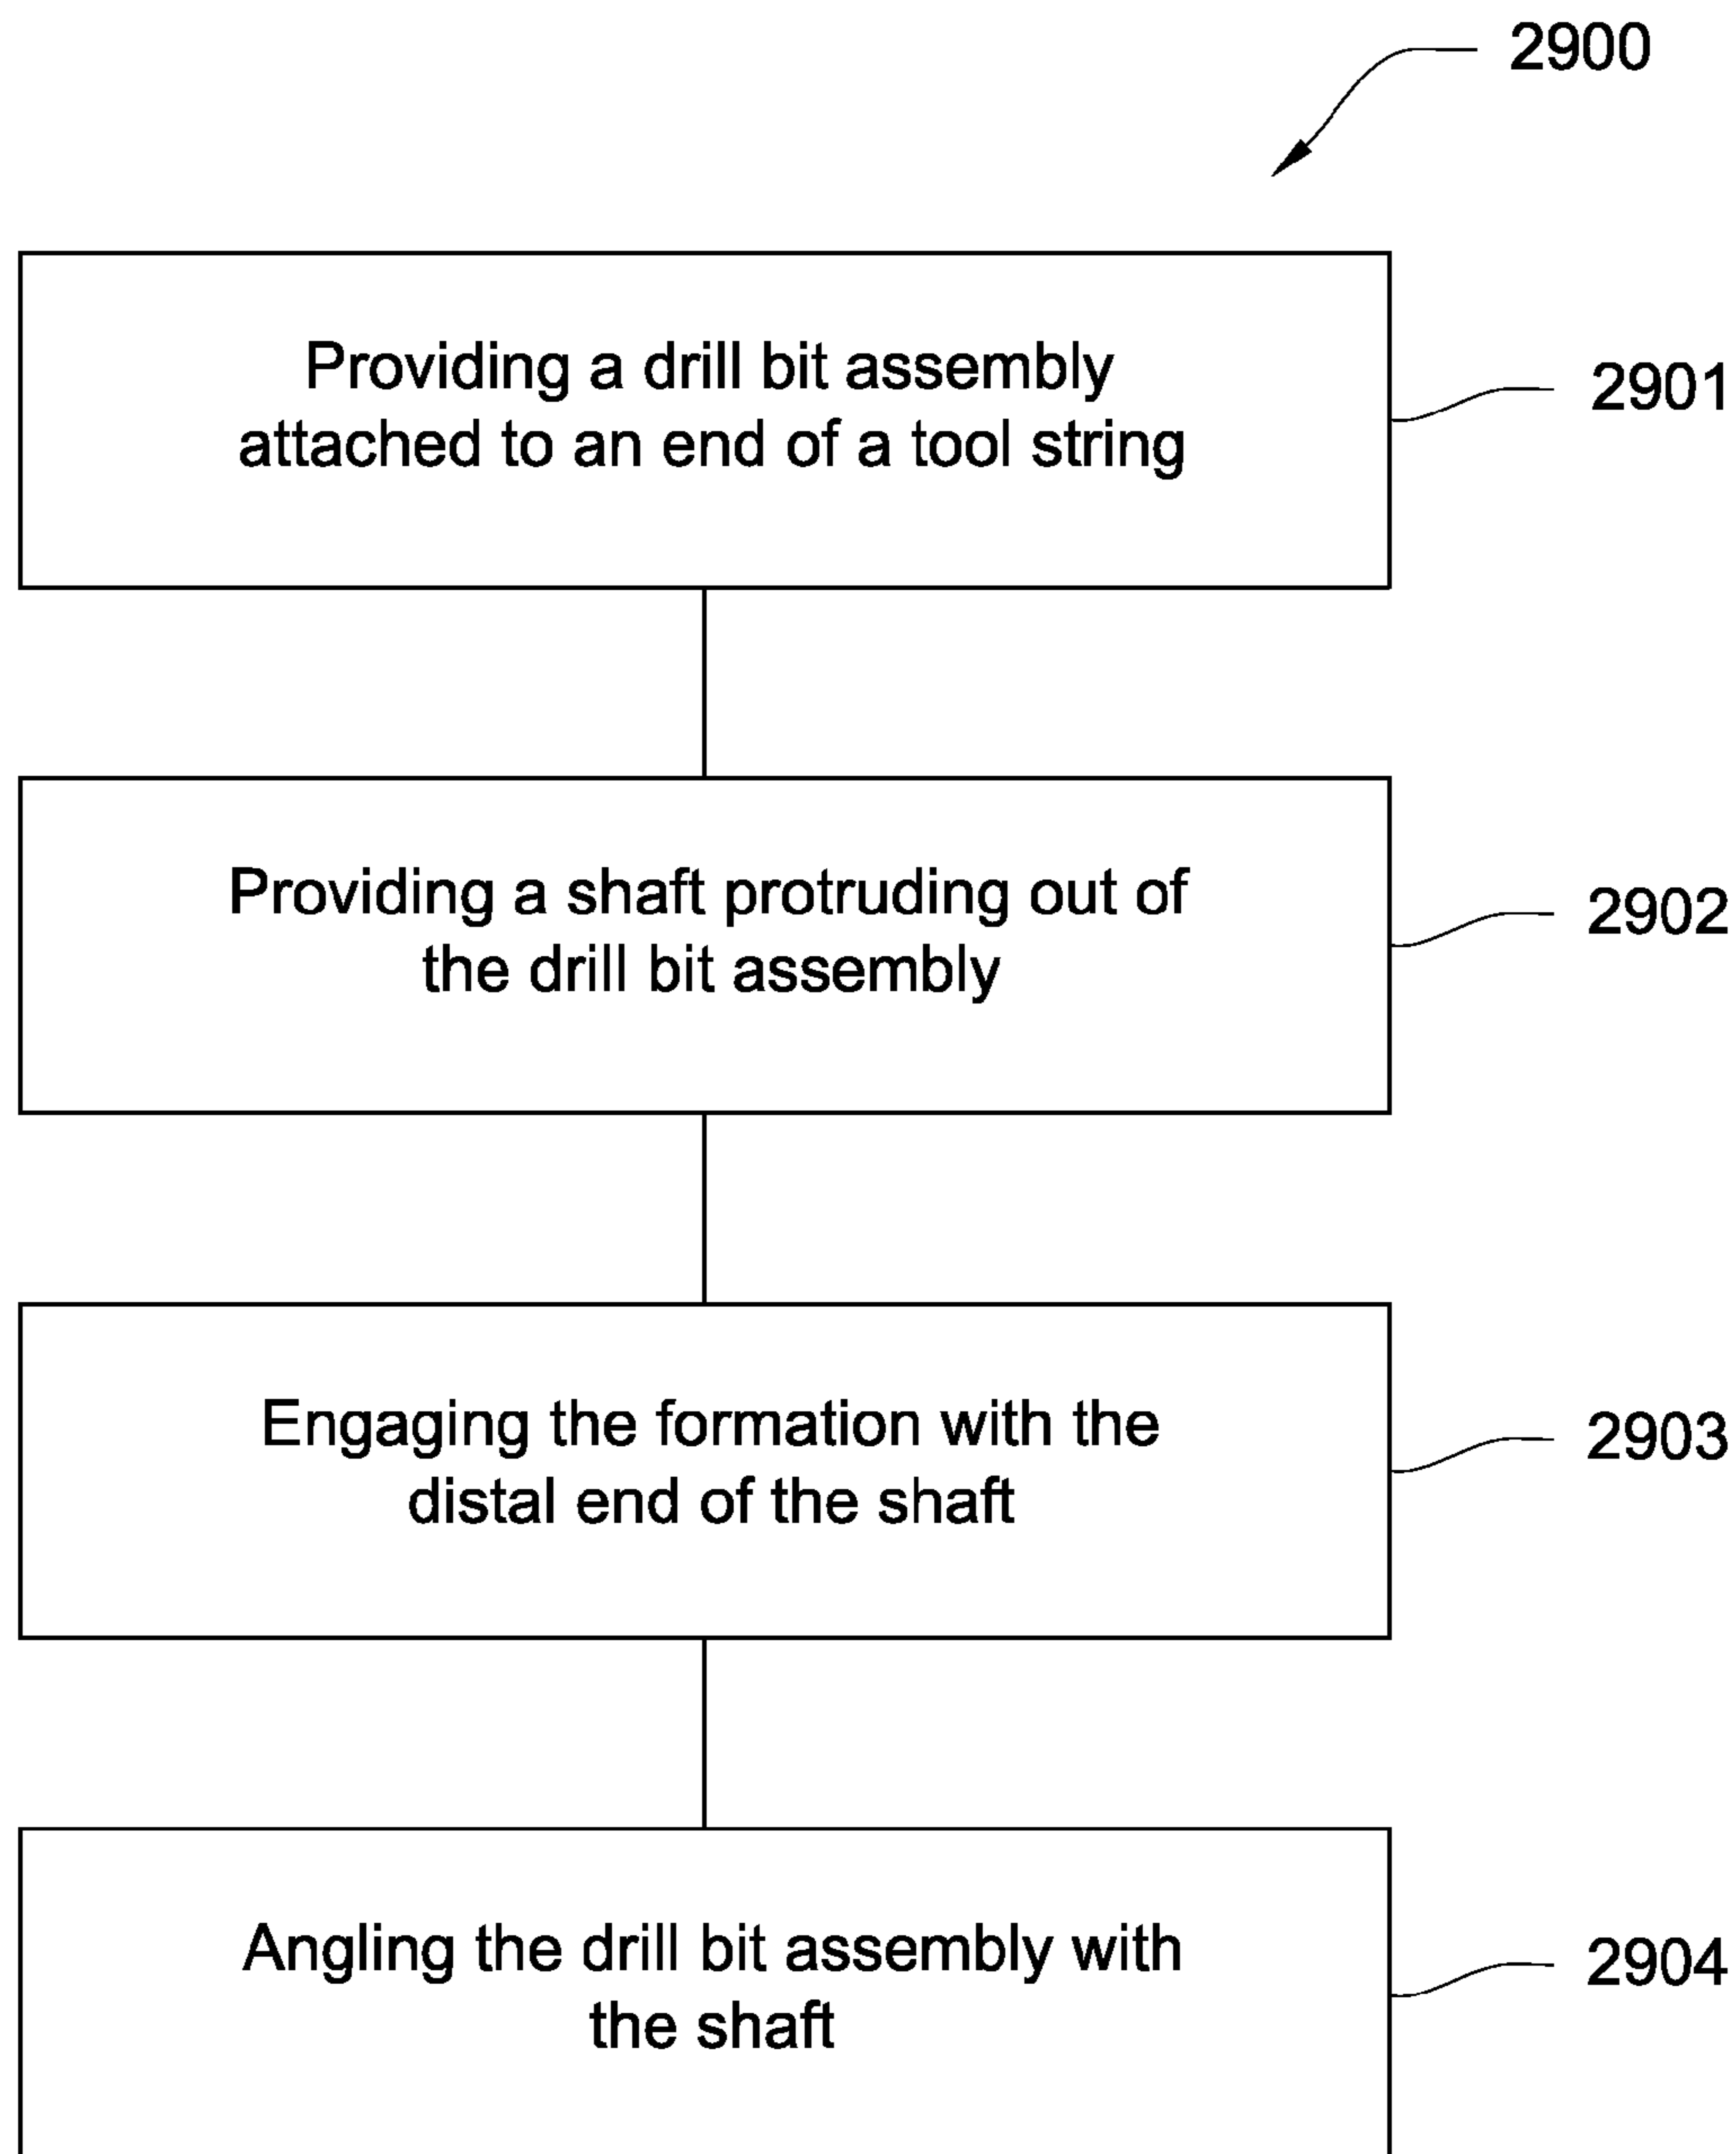 2900
Providing a drill bit assembly
attached to an end of a tool string
2901
Providing a shaft protruding out of
the drill bit assembly
2902
Engaging the formation with the
distal end of the shaft
2903
Angling the drill bit assembly with
the shaft
2904